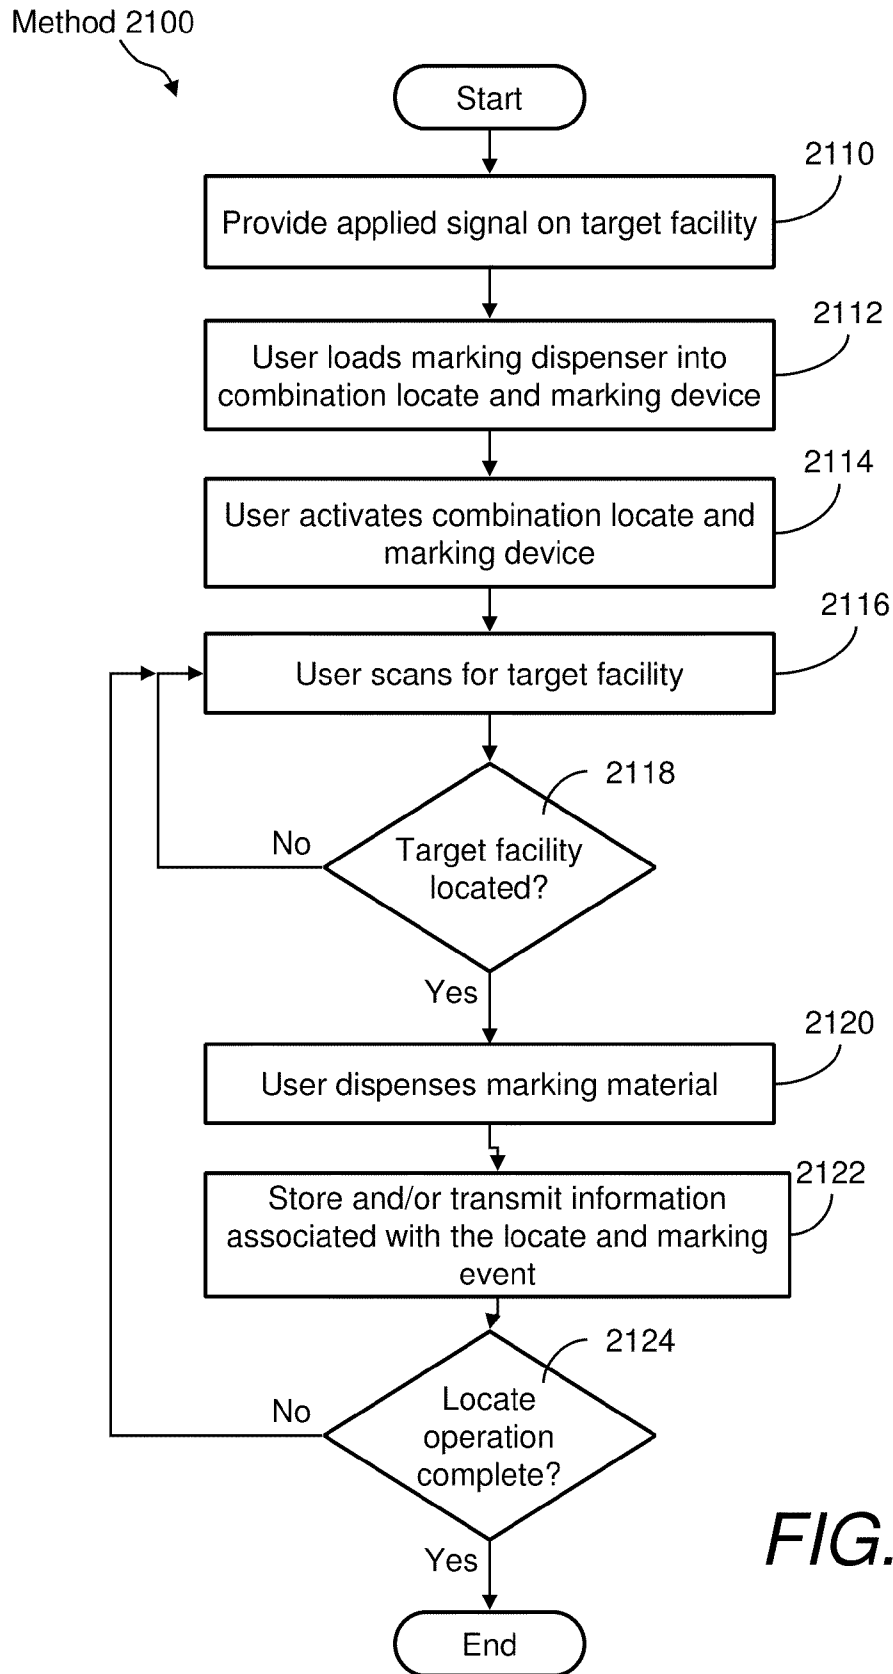 Method 2100
Start
2110
Provide applied signal on target facility
2112
User loads marking dispenser into
combination locate and marking device
2114
User activates combination locate and
marking device
2116
User scans for target facility
2118
No
Target facility
located?
Yes
2120
User dispenses marking material
2122
Store and/or transmit information
associated with the locate and marking
event
2124
No
Locate
operation
complete?
FIG.
Yes
End